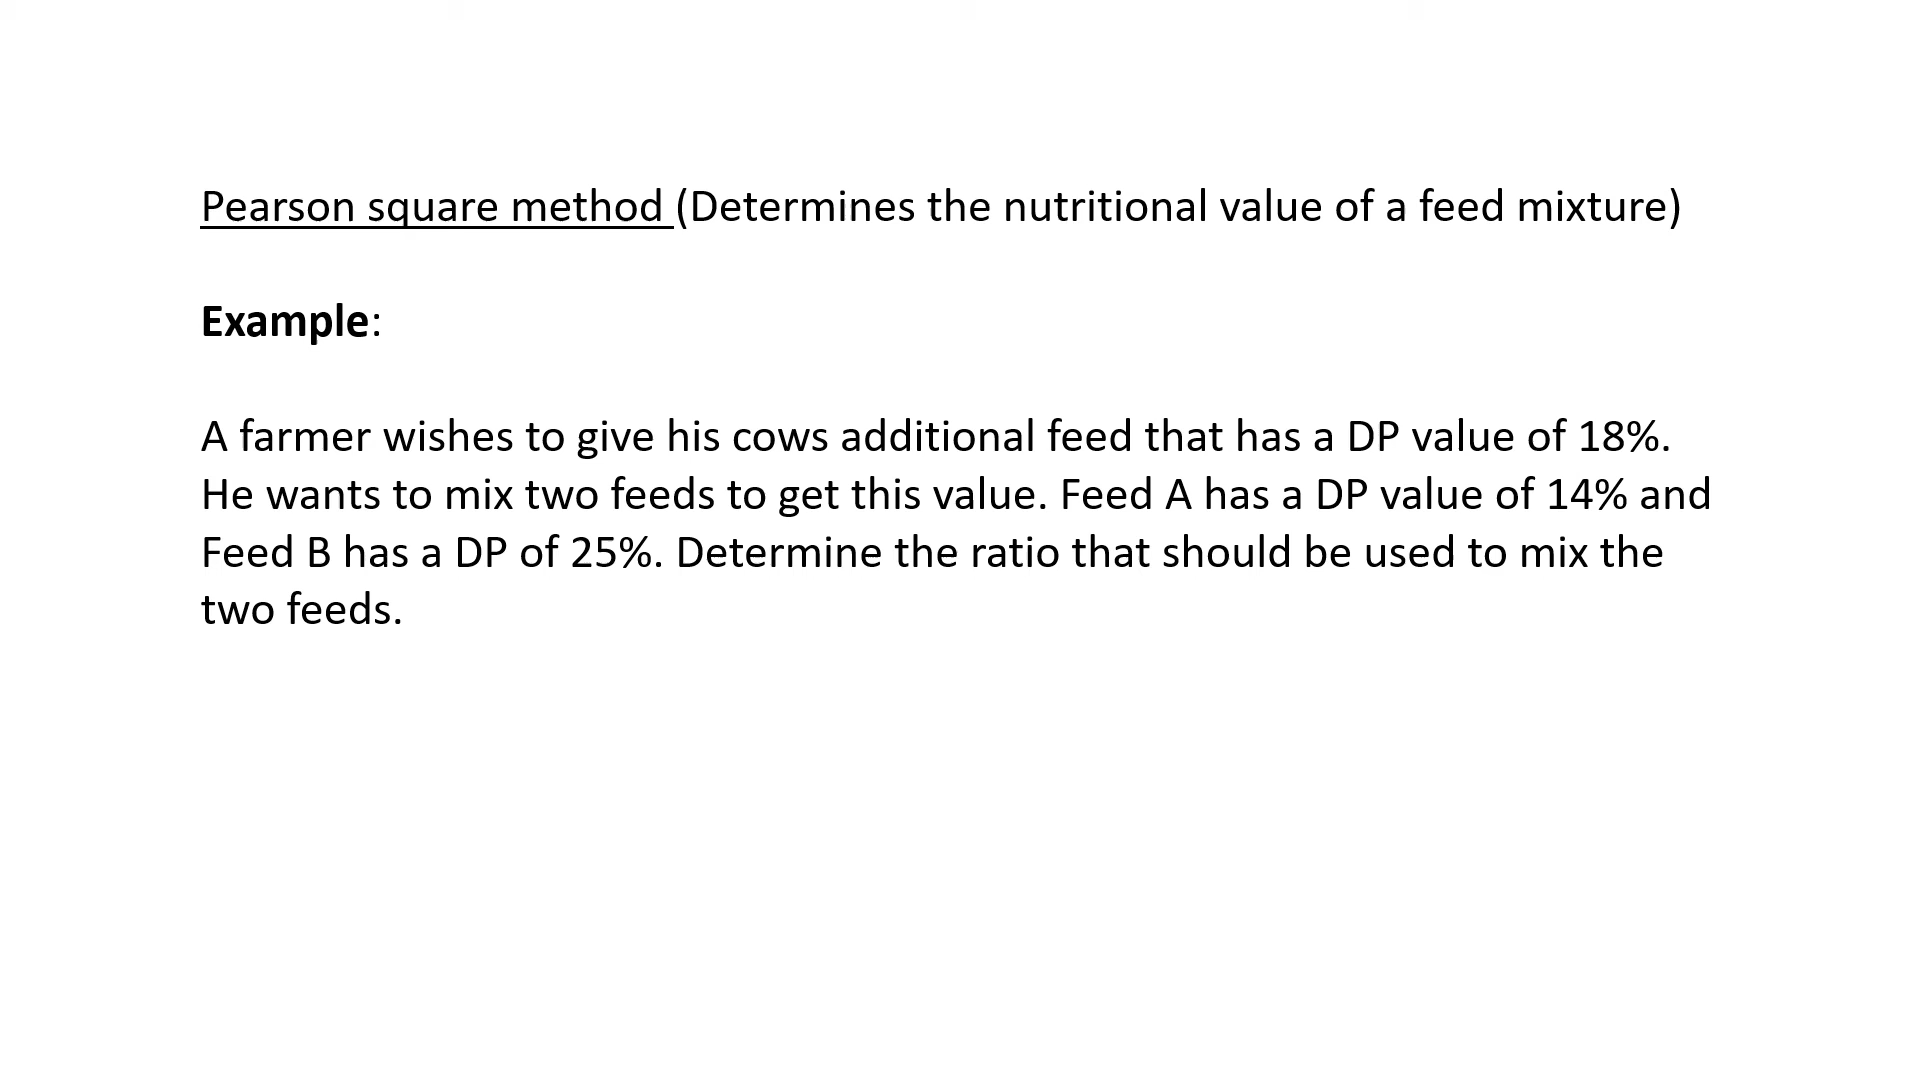 Pearson square method (Determines the nutritional value of a feed mixture)
Example:
A farmer wishes to give his cows additional feed that has a DP value of 18%.
He wants to mix two feeds to get this value. Feed A has a DP value of 14% and
Feed B has a DP of 25%. Determine the ratio that should be used to mix the
two feeds.